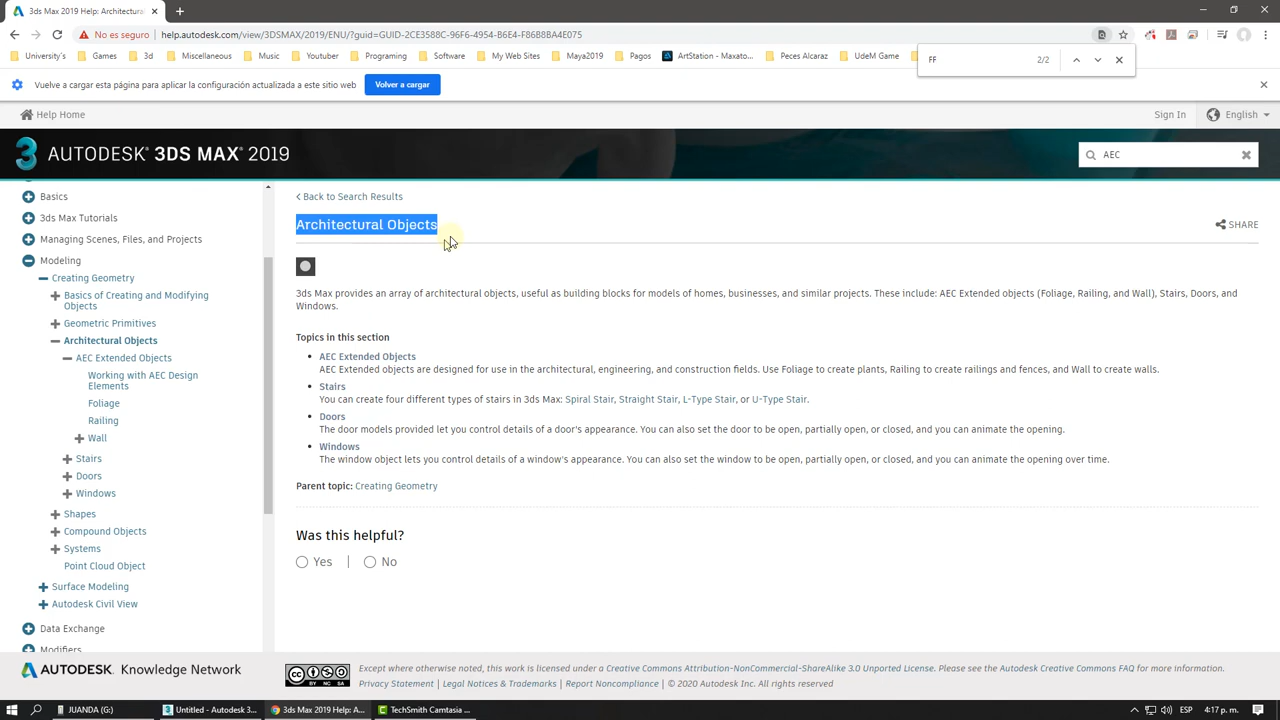 3ds Max 2019 Help: Architectural
No es seguro
help.autodesk.com/view/3DSMAX/2019/ENU/?guid=GUID-2CE3588C-96F6-4954-B6E4-F86B8BA4E075
University's
Games
3d
Miscellaneous
Music
Youtuber
Programing
Software
My Web Sites
Maya2019
Pagos
ArtStation - Maxato...
Peces Alcaraz
UdeM Game
FF
2/2
Vuelve a cargar esta página para aplicar la configuración actualizada a este sitio web
Volver a cargar
Help Home
Sign In
English
3 AUTODESK® 3DS MAX® 2019
AEC
Basics
3ds Max Tutorials
Managing Scenes, Files, and Projects
Modeling
Creating Geometry
Basics of Creating and Modifying
Objects
Geometric Primitives
Architectural Objects
AEC Extended Objects
Working with AEC Design
Elements
Foliage
Railing
Wall
Stairs
Doors
Windows
Shapes
Compound Objects
Systems
Point Cloud Object
Surface Modeling
Autodesk Civil View
Data Exchange
Modifiers
< Back to Search Results
Architectural Objects
SHARE
3ds Max provides an array of architectural objects, useful as building blocks for models of homes, businesses, and similar projects. These include: AEC Extended objects (Foliage, Railing, and Wall), Stairs, Doors, and
Windows.
Topics in this section
• AEC Extended Objects
AEC Extended objects are designed for use in the architectural, engineering, and construction fields. Use Foliage to create plants, Railing to create railings and fences, and Wall to create walls.
• Stairs
You can create four different types of stairs in 3ds Max: Spiral Stair, Straight Stair, L-Type Stair, or U-Type Stair.
• Doors
The door models provided let you control details of a door's appearance. You can also set the door to be open, partially open, or closed, and you can animate the opening.
• Windows
The window object lets you control details of a window's appearance. You can also set the window to be open, partially open, or closed, and you can animate the opening over time.
Parent topic: Creating Geometry
Was this helpful?
Yes | No
AUTODESK. Knowledge Network
CC BY NC SA
Except where otherwise noted, this work is licensed under a Creative Commons Attribution-NonCommercial-ShareAlike 3.0 Unported License. Please see the Autodesk Creative Commons FAQ for more information.
Privacy Statement | Legal Notices & Trademarks | Report Noncompliance | © 2020 Autodesk Inc. All rights reserved
JUANDA (G:)
Untitled - Autodesk 3...
3ds Max 2019 Help: A...
TechSmith Camtasia ...
ESP
4:17 p. m.